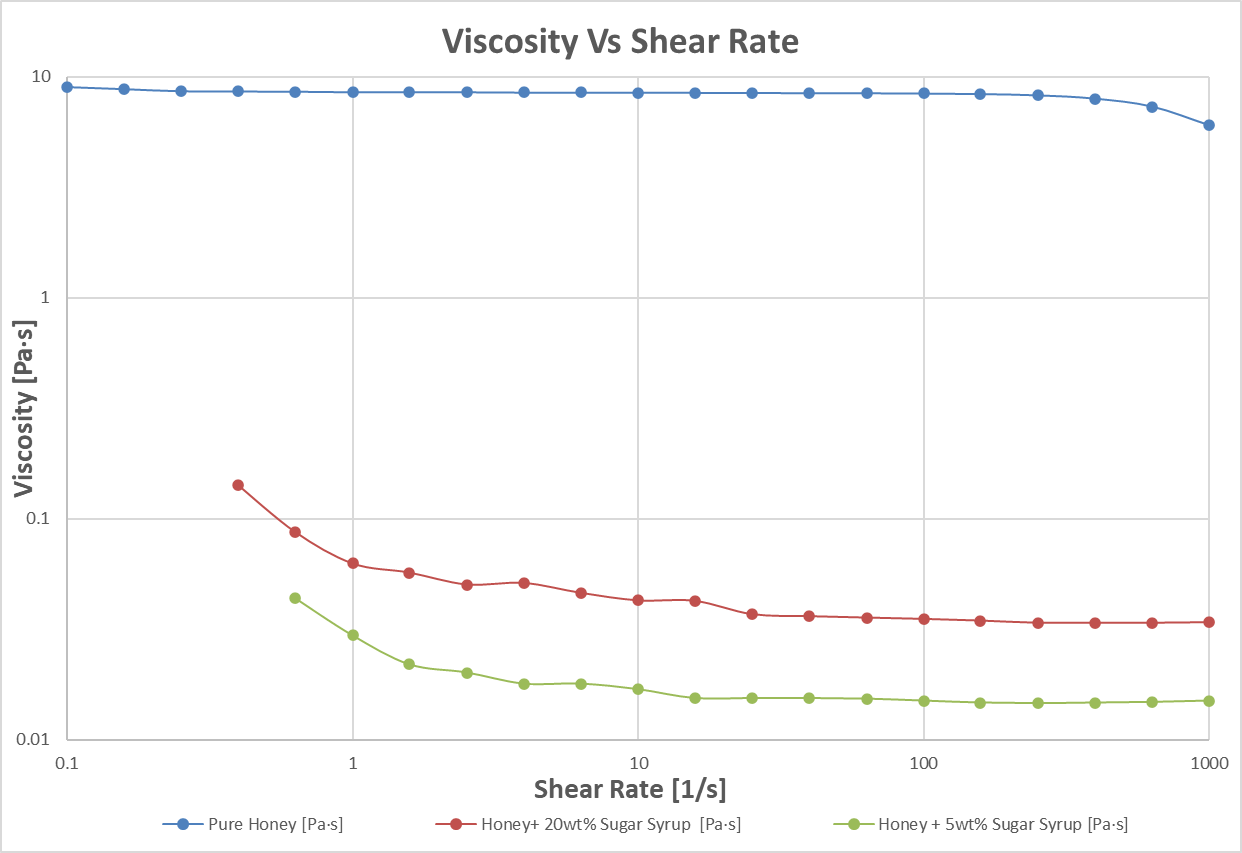 Viscosity Vs Shear Rate
10
1
0.1
0.01
Viscosity [Pa·s]
0.1 1 10 100 1000
Shear Rate [1/s]
Pure Honey [Pa·s] Honey+ 20wt% Sugar Syrup  [Pa·s] Honey + 5wt% Sugar Syrup [Pa·s]